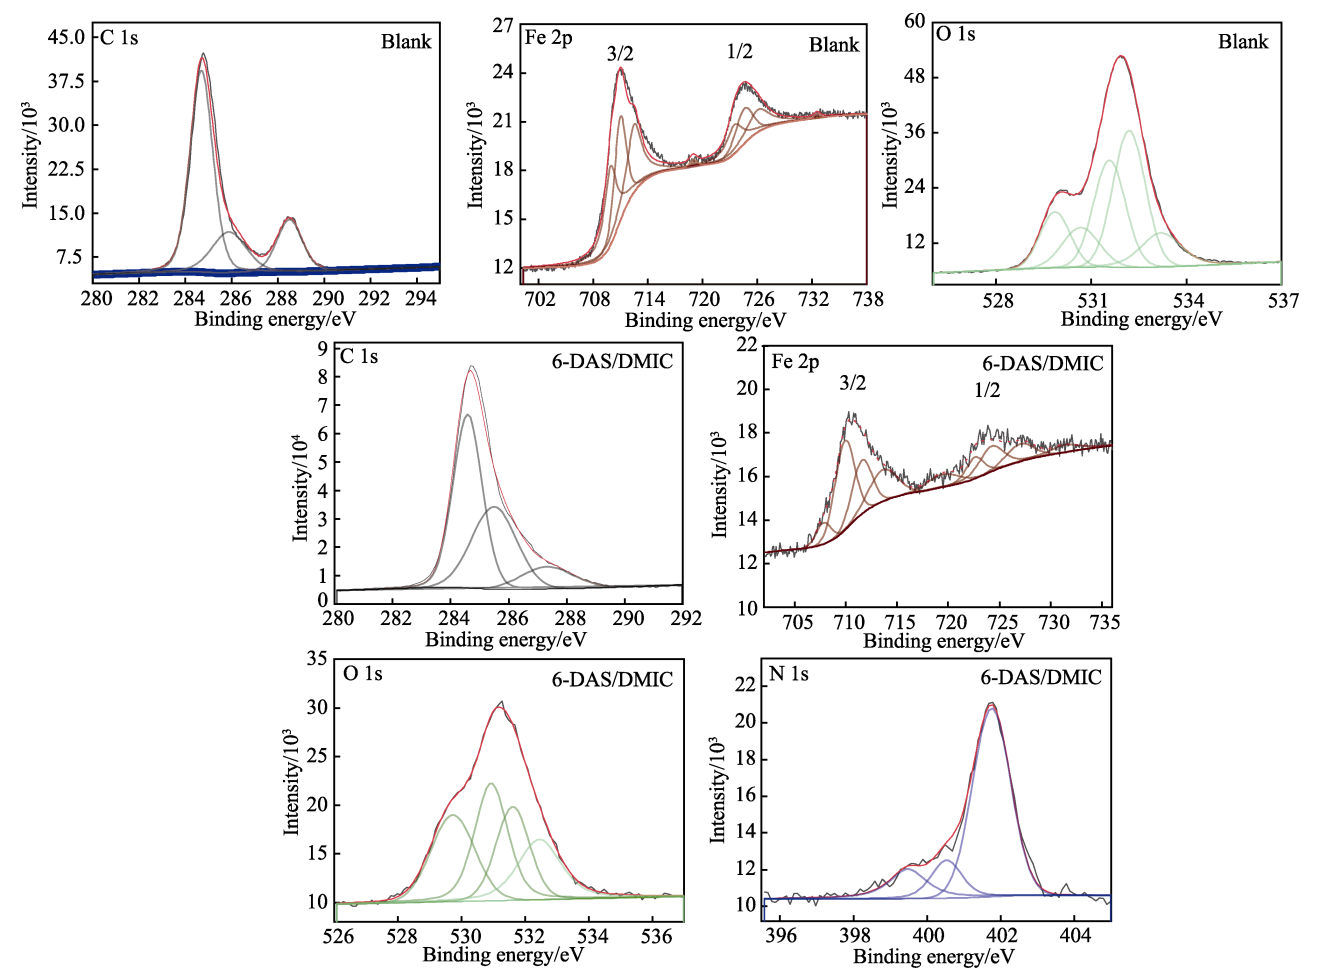 C 1s
Blank
45.0
37.5
30.0
22.5
15.0
7.5
Intensity/10³
280 282 284 286 288 290 292 294
Binding energy/eV
Fe 2p
3/2
1/2
Blank
27
24
21
18
15
12
Intensity/10³
702 708 714 720 726 732 738
Binding energy/eV
O 1s
Blank
60
48
36
24
12
Intensity/10³
528 531 534 537
Binding energy/eV
C 1s
6-DAS/DMIC
9
8
7
6
5
4
3
2
1
0
Intensity/10⁴
280 282 284 286 288 290 292
Binding energy/eV
Fe 2p
6-DAS/DMIC
3/2
1/2
22
20
18
16
14
12
10
Intensity/10³
705 710 715 720 725 730 735
Binding energy/eV
O 1s
6-DAS/DMIC
35
30
25
20
15
10
Intensity/10³
526 528 530 532 534 536
Binding energy/eV
N 1s
6-DAS/DMIC
22
20
18
16
14
12
10
Intensity/10³
396 398 400 402 404
Binding energy/eV